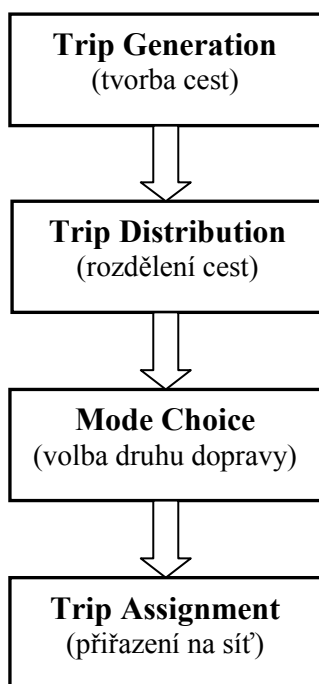 Trip Generation
(tvorba cest)
Trip Distribution
(rozdělení cest)
Mode Choice
(volba druhu dopravy)
Trip Assignment
(přiřazení na síť)